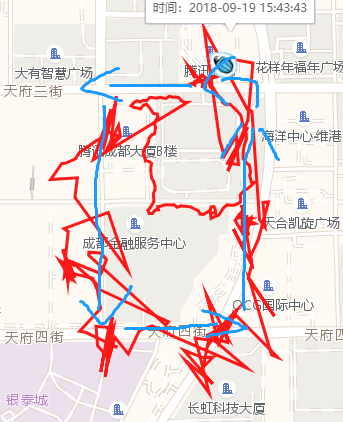 时间：2018-09-19 15:43:43
腾讯
花样年福年广场
大有智慧广场
天府三街
海洋中心·维港
腾讯成都大厦B楼
天合凯旋广场
成都金融服务中心
OCG国际中心
天府四街
天府四街
天府四街
银泰城
长虹科技大厦